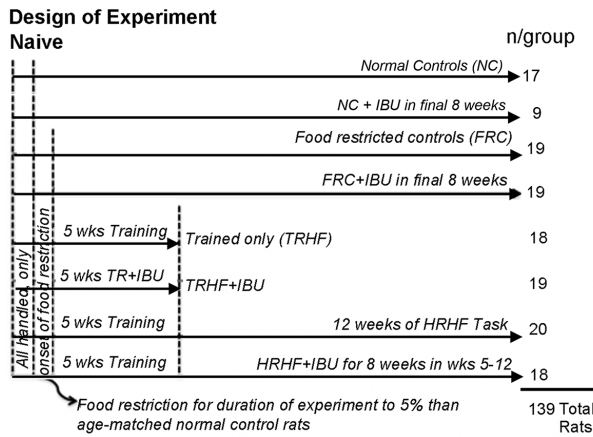 Design of Experiment
Naive
n/group
Normal Controls (NC) 17
NC + IBU in final 8 weeks 9
Food restricted controls (FRC) 19
FRC+IBU in final 8 weeks 19
5 wks Training Trained only (TRHF) 18
5 wks TR+IBU TRHF+IBU 19
5 wks Training 12 weeks of HRHF Task 20
5 wks Training HRHF+IBU for 8 weeks in wks 5-12 18
All handled, only
onset of food restriction
Food restriction for duration of experiment to 5% than
age-matched normal control rats
139 Total
Rats